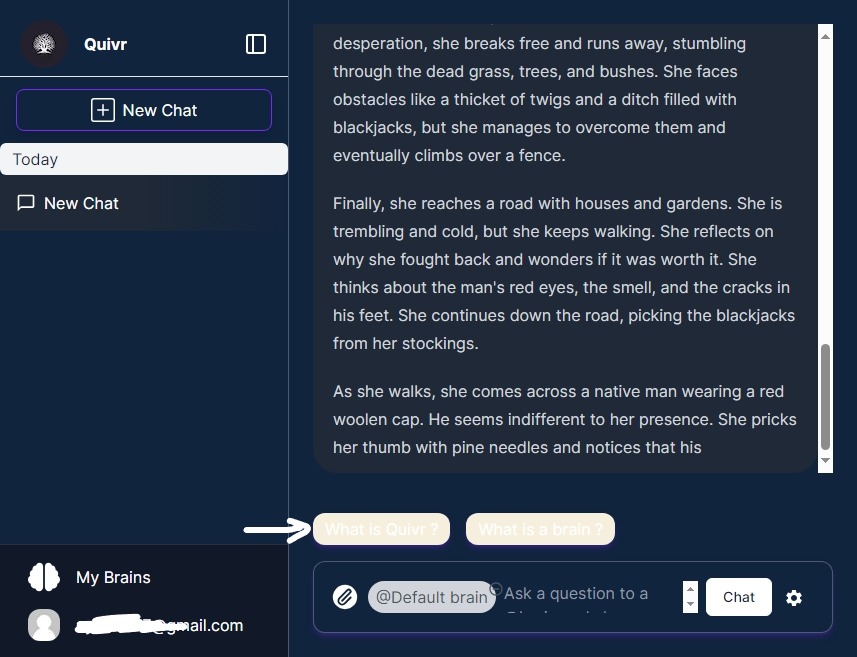 Quivr
New Chat
Today
New Chat
My Brains
@gmail.com
desperation, she breaks free and runs away, stumbling
through the dead grass, trees, and bushes. She faces
obstacles like a thicket of twigs and a ditch filled with
blackjacks, but she manages to overcome them and
eventually climbs over a fence.
Finally, she reaches a road with houses and gardens. She is
trembling and cold, but she keeps walking. She reflects on
why she fought back and wonders if it was worth it. She
thinks about the man's red eyes, the smell, and the cracks in
his feet. She continues down the road, picking the blackjacks
from her stockings.
As she walks, she comes across a native man wearing a red
woolen cap. He seems indifferent to her presence. She pricks
her thumb with pine needles and notices that his
What is Quivr ?
What is a brain ?
@Default brain
Ask a question to a
Chat